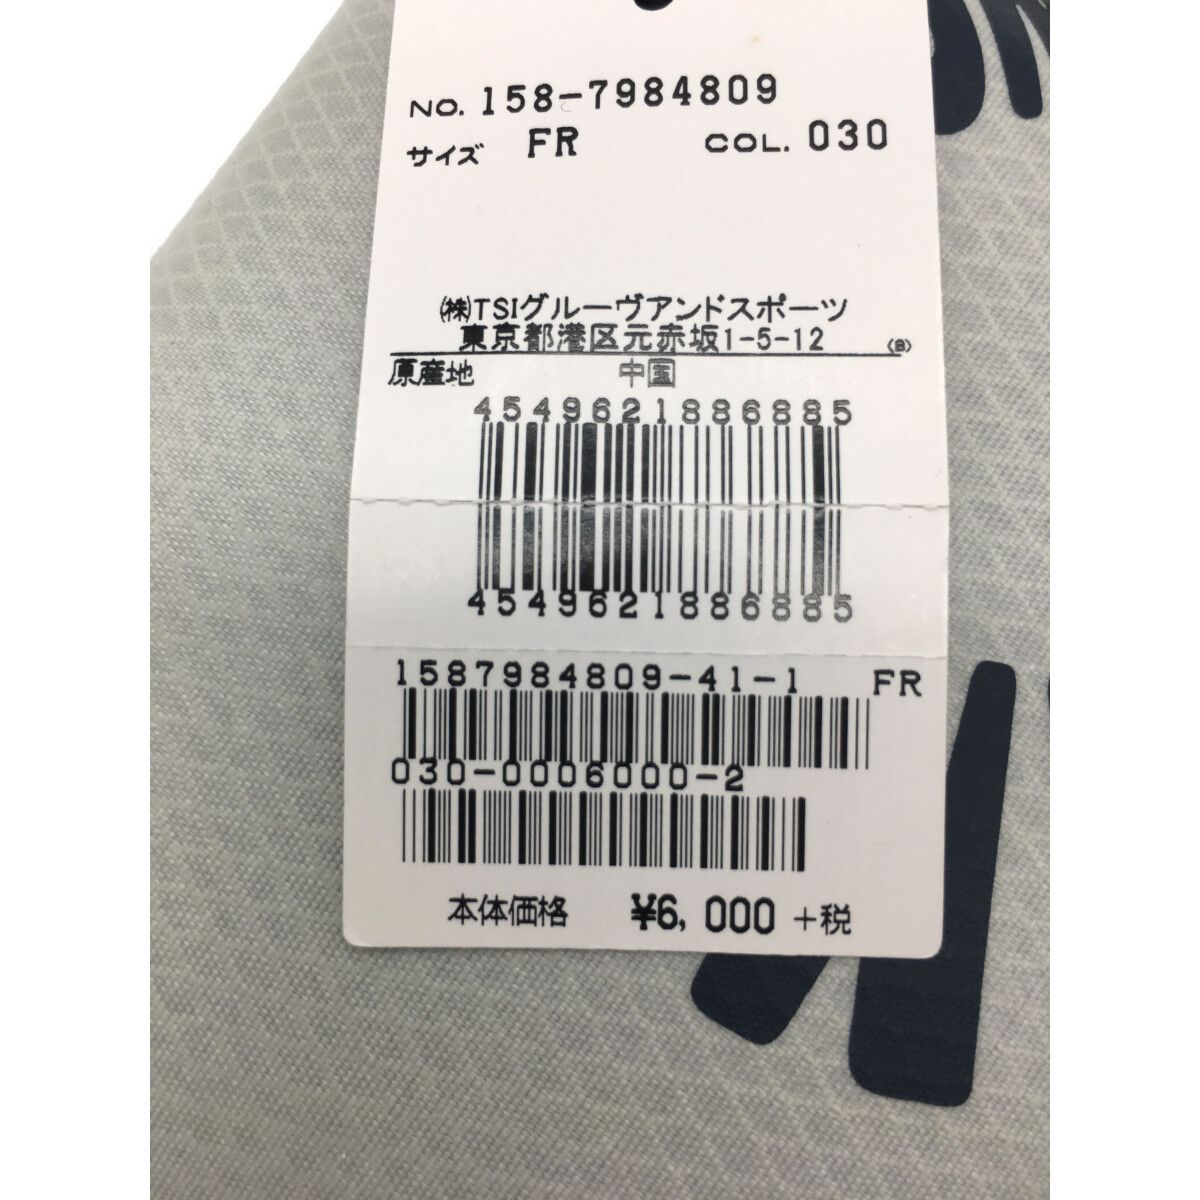 NO. 158-7984809
サイズ FR COL. 030
㈱TSIグルーヴアンドスポーツ
東京都港区元赤坂1-5-12 (B)
原産地 中国
4549621886885
4549621886885
1587984809-41-1 FR
030-0006000-2
本体価格 ¥6,000 +税